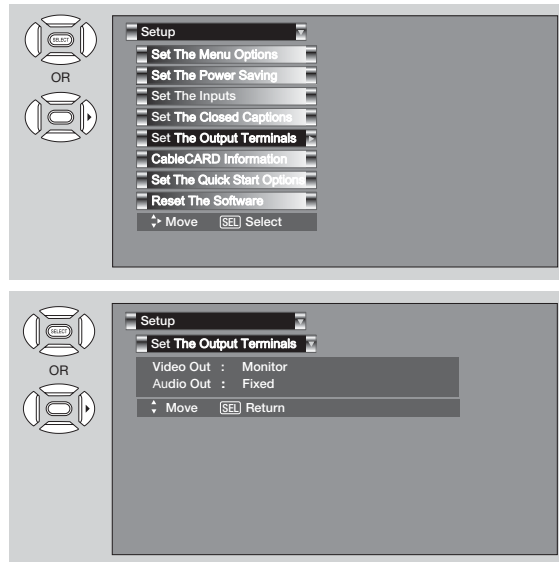 SELECT
OR
Setup
Set The Menu Options
Set The Power Saving
Set The Inputs
Set The Closed Captions
Set The Output Terminals
CableCARD Information
Set The Quick Start Options
Reset The Software
Move SEL Select
SELECT
OR
Setup
Set The Output Terminals
Video Out : Monitor
Audio Out : Fixed
Move SEL Return